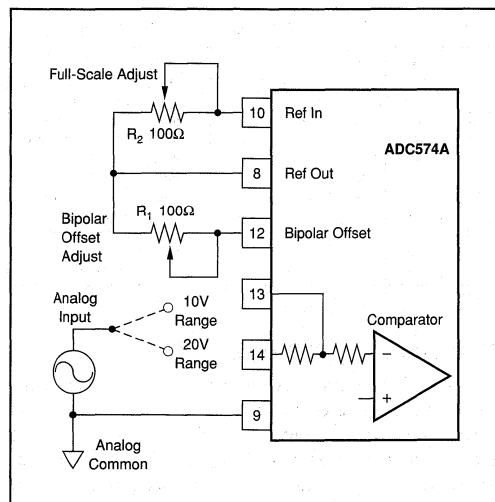 Full-Scale Adjust
R2 100Ω
10
Ref In
ADC574A
8
Ref Out
Bipolar
Offset
Adjust
R1 100Ω
12
Bipolar Offset
13
Analog
Input
10V
Range
20V
Range
Comparator
14
−
+
9
Analog
Common